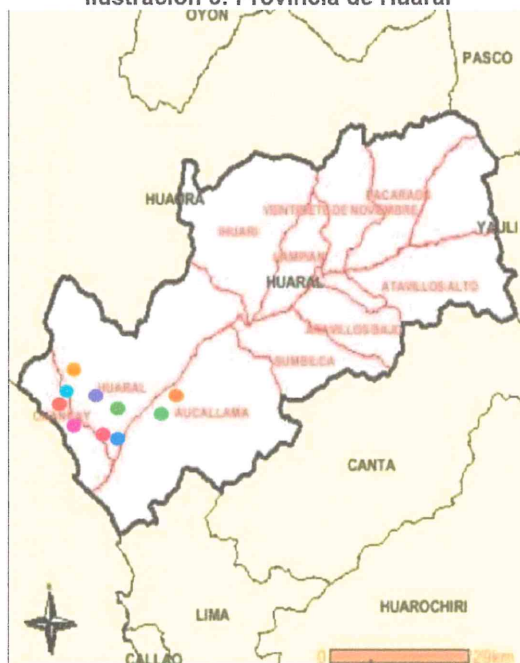 Ilustración 6. Provincia de Huaral
OYON
PASCO
HUAURA
PACARAOS
VEINTISIETE DE NOVIEMBRE
IHUARI
YAULI
LAMPIAN
HUARAL
ATAVILLOS ALTO
ATAVILLOS BAJO
SUMBILCA
HUARAL
CHANCAY
AUCALLAMA
CANTA
LIMA
HUAROCHIRI
CALLAO
0
20km